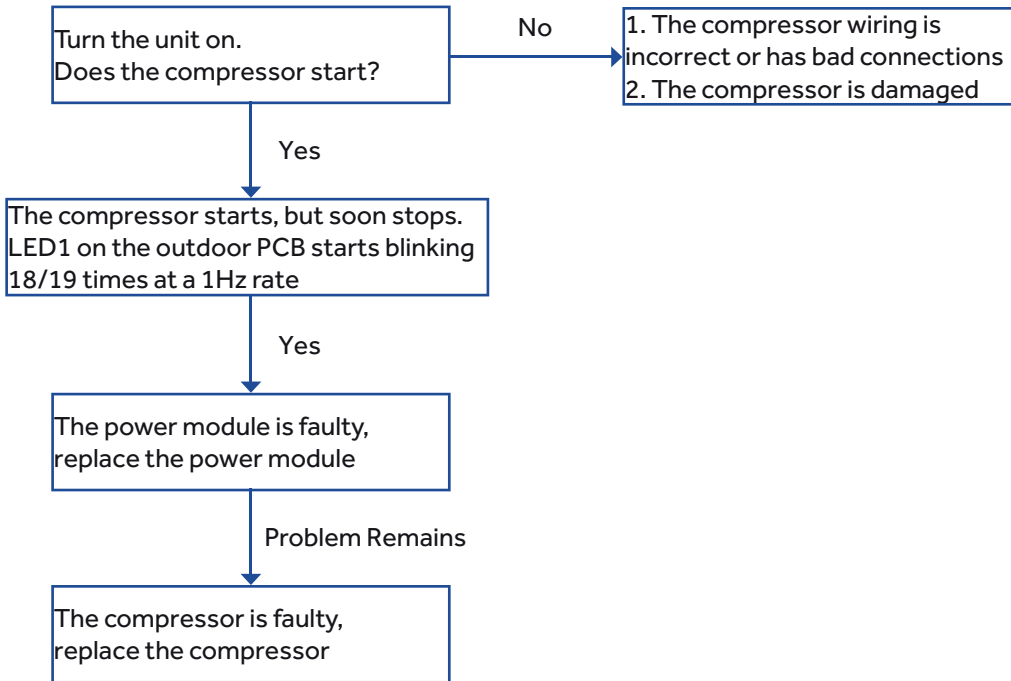 Turn the unit on.
Does the compressor start?
No
1. The compressor wiring is
incorrect or has bad connections
2. The compressor is damaged
Yes
The compressor starts, but soon stops.
LED1 on the outdoor PCB starts blinking
18/19 times at a 1Hz rate
Yes
The power module is faulty,
replace the power module
Problem Remains
The compressor is faulty,
replace the compressor